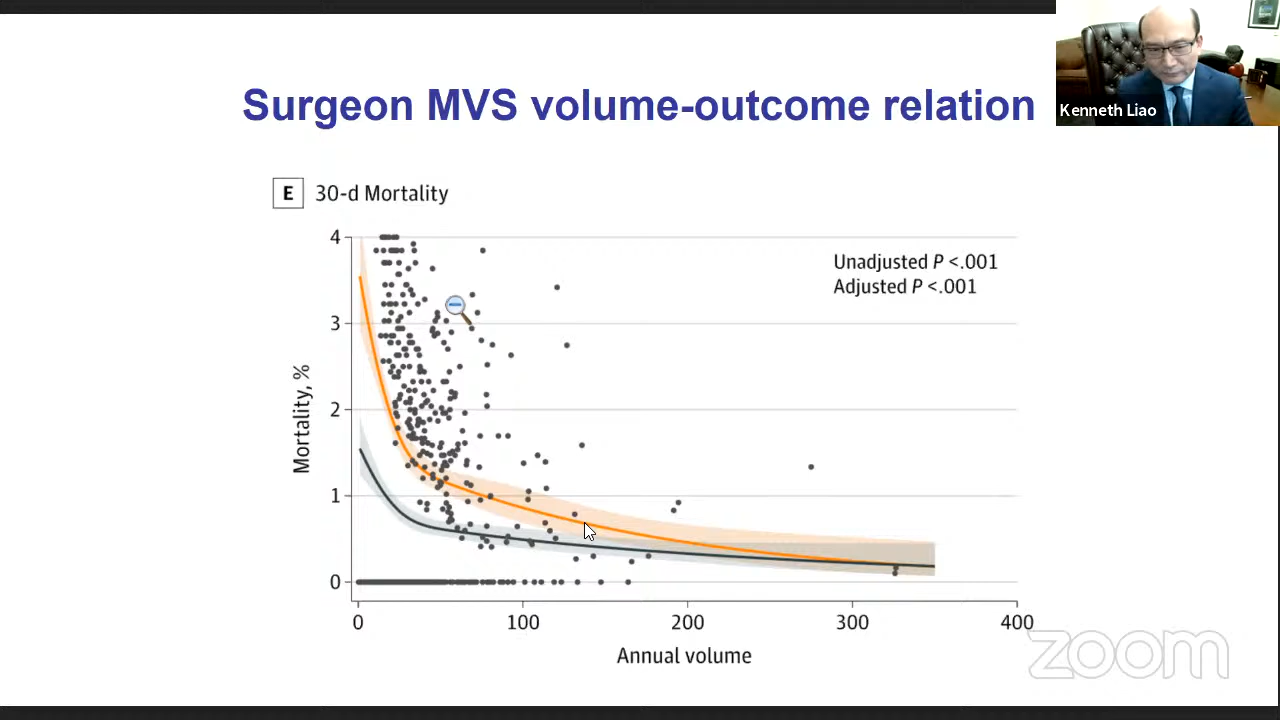 Surgeon MVS volume-outcome relation
Kenneth Liao
E 30-d Mortality
Unadjusted P <.001
Adjusted P <.001
Mortality, %
4
3
2
1
0
0 100 200 300 400
Annual volume
zoom